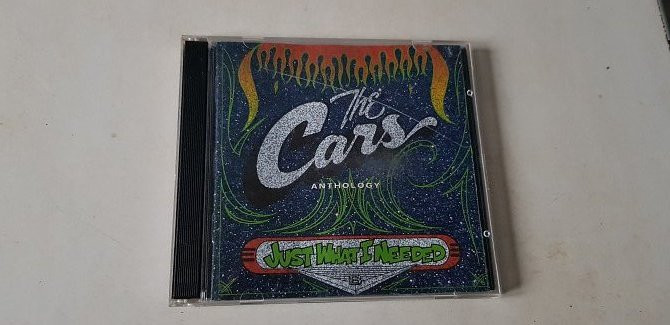 The
Cars
ANTHOLOGY
JUST WHAT I NEEDED